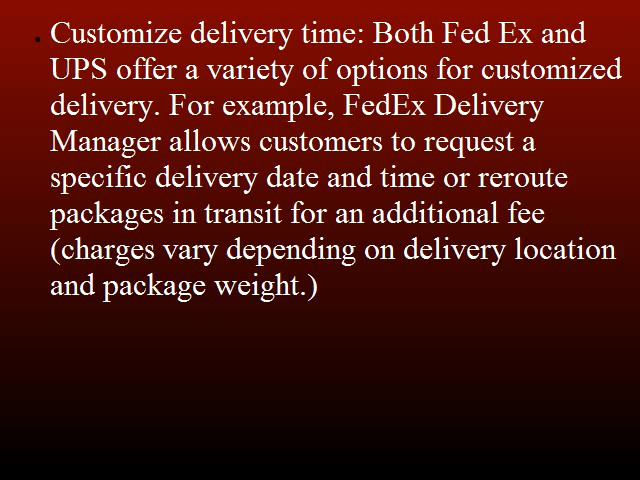 • Customize delivery time: Both Fed Ex and
UPS offer a variety of options for customized
delivery. For example, FedEx Delivery
Manager allows customers to request a
specific delivery date and time or reroute
packages in transit for an additional fee
(charges vary depending on delivery location
and package weight.)